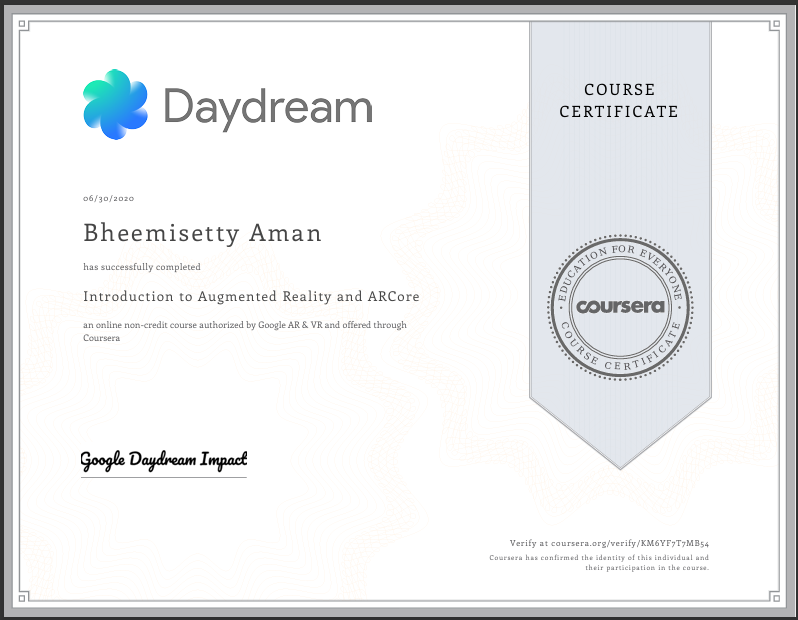 Daydream
COURSE
CERTIFICATE
06/30/2020
Bheemisetty Aman
has successfully completed
Introduction to Augmented Reality and ARCore
an online non-credit course authorized by Google AR & VR and offered through
Coursera
EDUCATION FOR EVERYONE
coursera
COURSE CERTIFICATE
Google Daydream Impact
Verify at coursera.org/verify/KM6YF7T7MB54
Coursera has confirmed the identity of this individual and
their participation in the course.